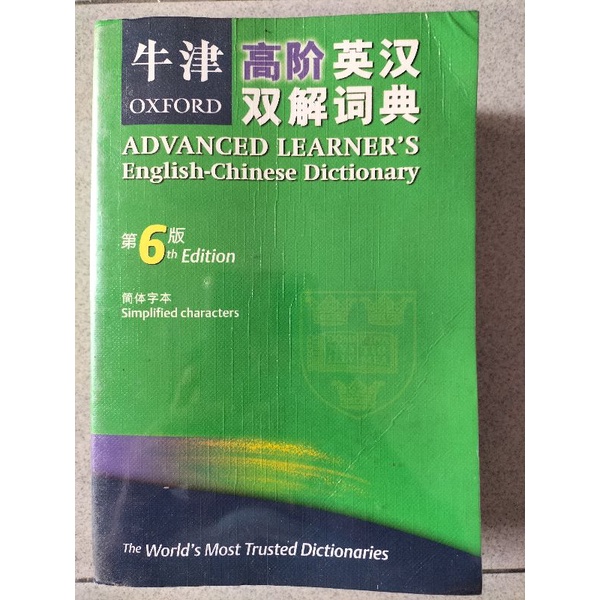 牛津
OXFORD
高阶 英汉
双解词典
ADVANCED LEARNER'S
English-Chinese Dictionary
第6版
th Edition
简体字本
Simplified characters
The World's Most Trusted Dictionaries